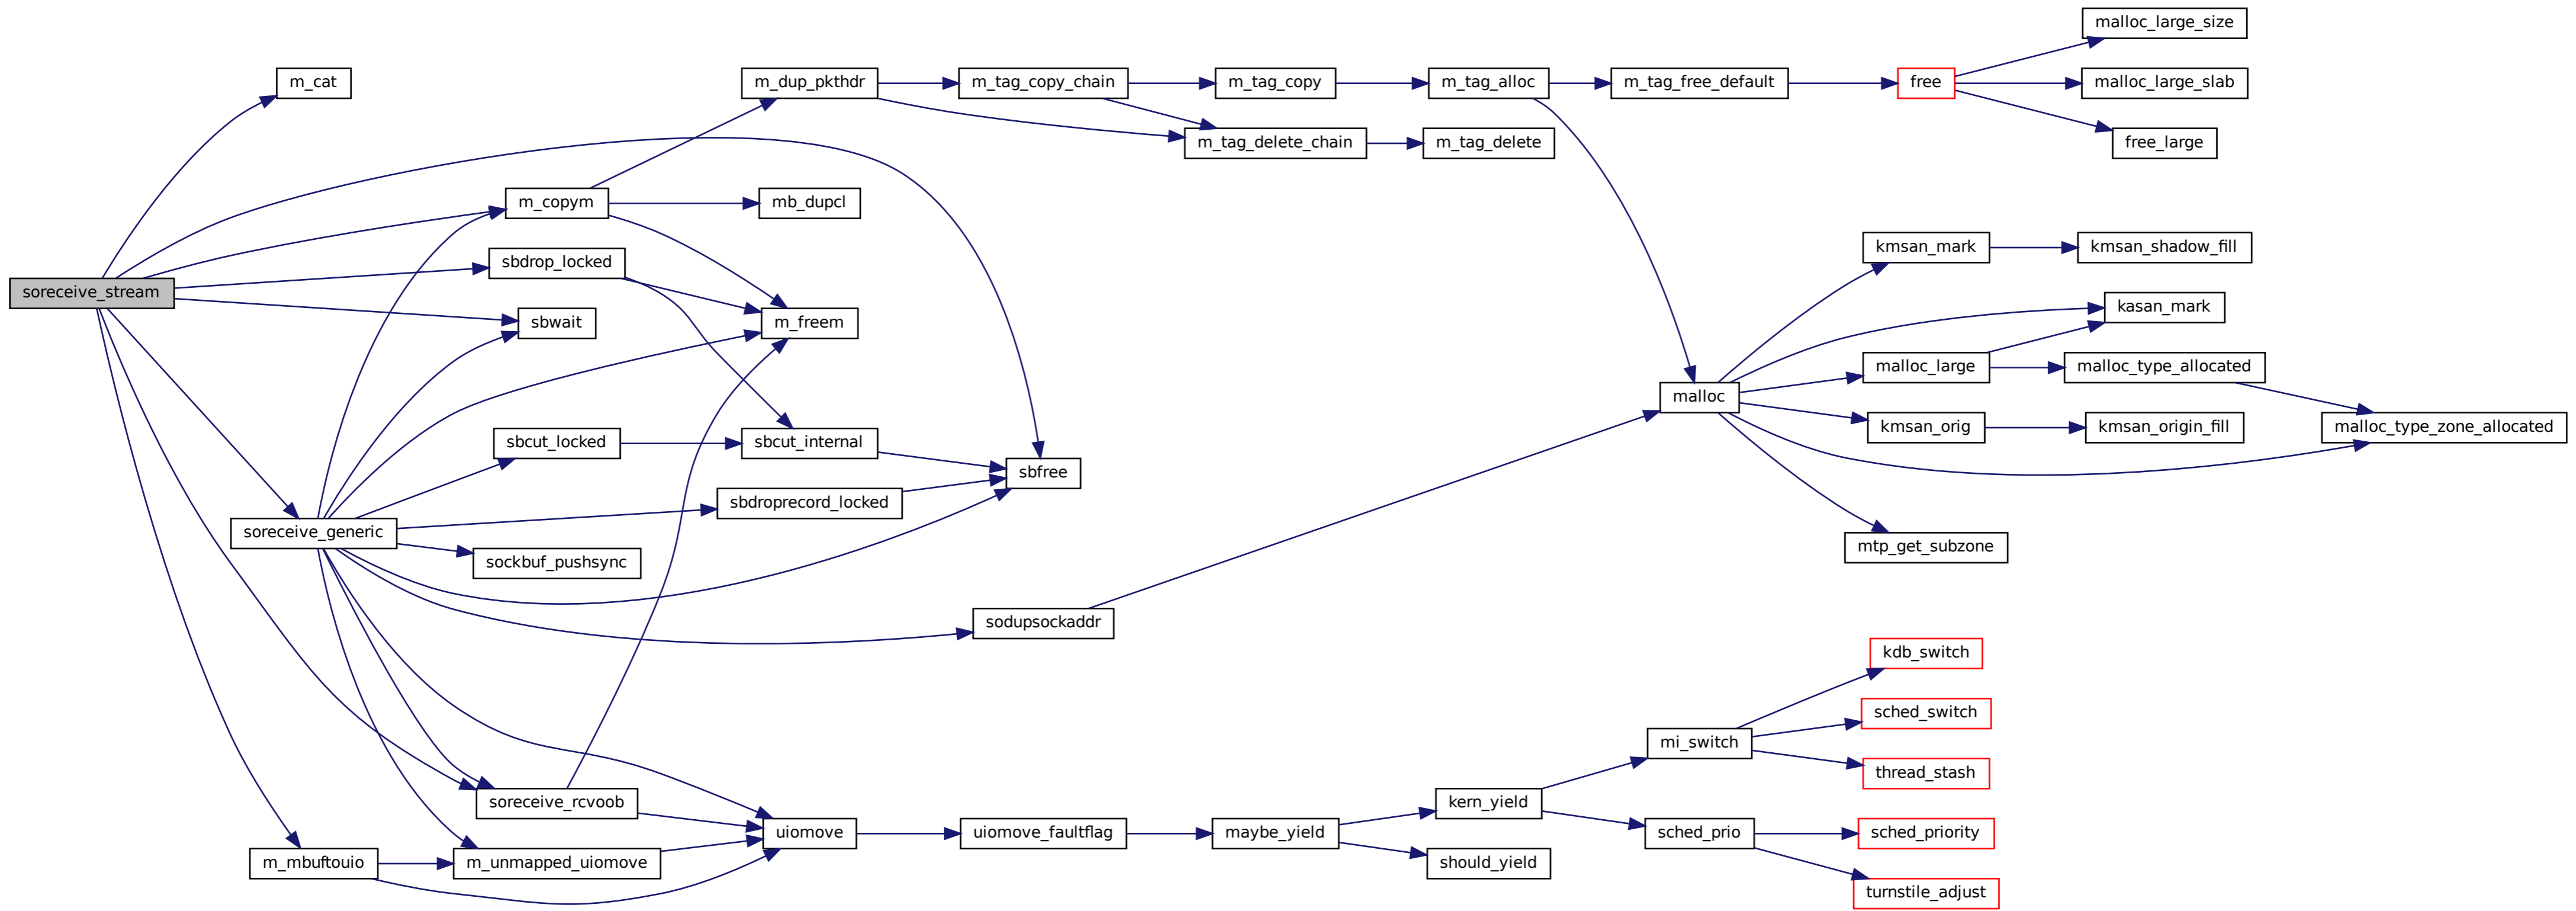 malloc_large_size
m_cat
m_dup_pkthdr
m_tag_copy_chain
m_tag_copy
m_tag_alloc
m_tag_free_default
free
malloc_large_slab
m_tag_delete_chain
m_tag_delete
free_large
m_copym
mb_dupcl
kmsan_mark
kmsan_shadow_fill
sbdrop_locked
soreceive_stream
kasan_mark
sbwait
m_freem
malloc_large
malloc_type_allocated
malloc
kmsan_orig
kmsan_origin_fill
malloc_type_zone_allocated
sbcut_locked
sbcut_internal
sbfree
sbdroprecord_locked
soreceive_generic
mtp_get_subzone
sockbuf_pushsync
sodupsockaddr
kdb_switch
sched_switch
mi_switch
thread_stash
soreceive_rcvoob
kern_yield
uiomove
uiomove_faultflag
maybe_yield
sched_prio
sched_priority
m_mbuftouio
m_unmapped_uiomove
should_yield
turnstile_adjust